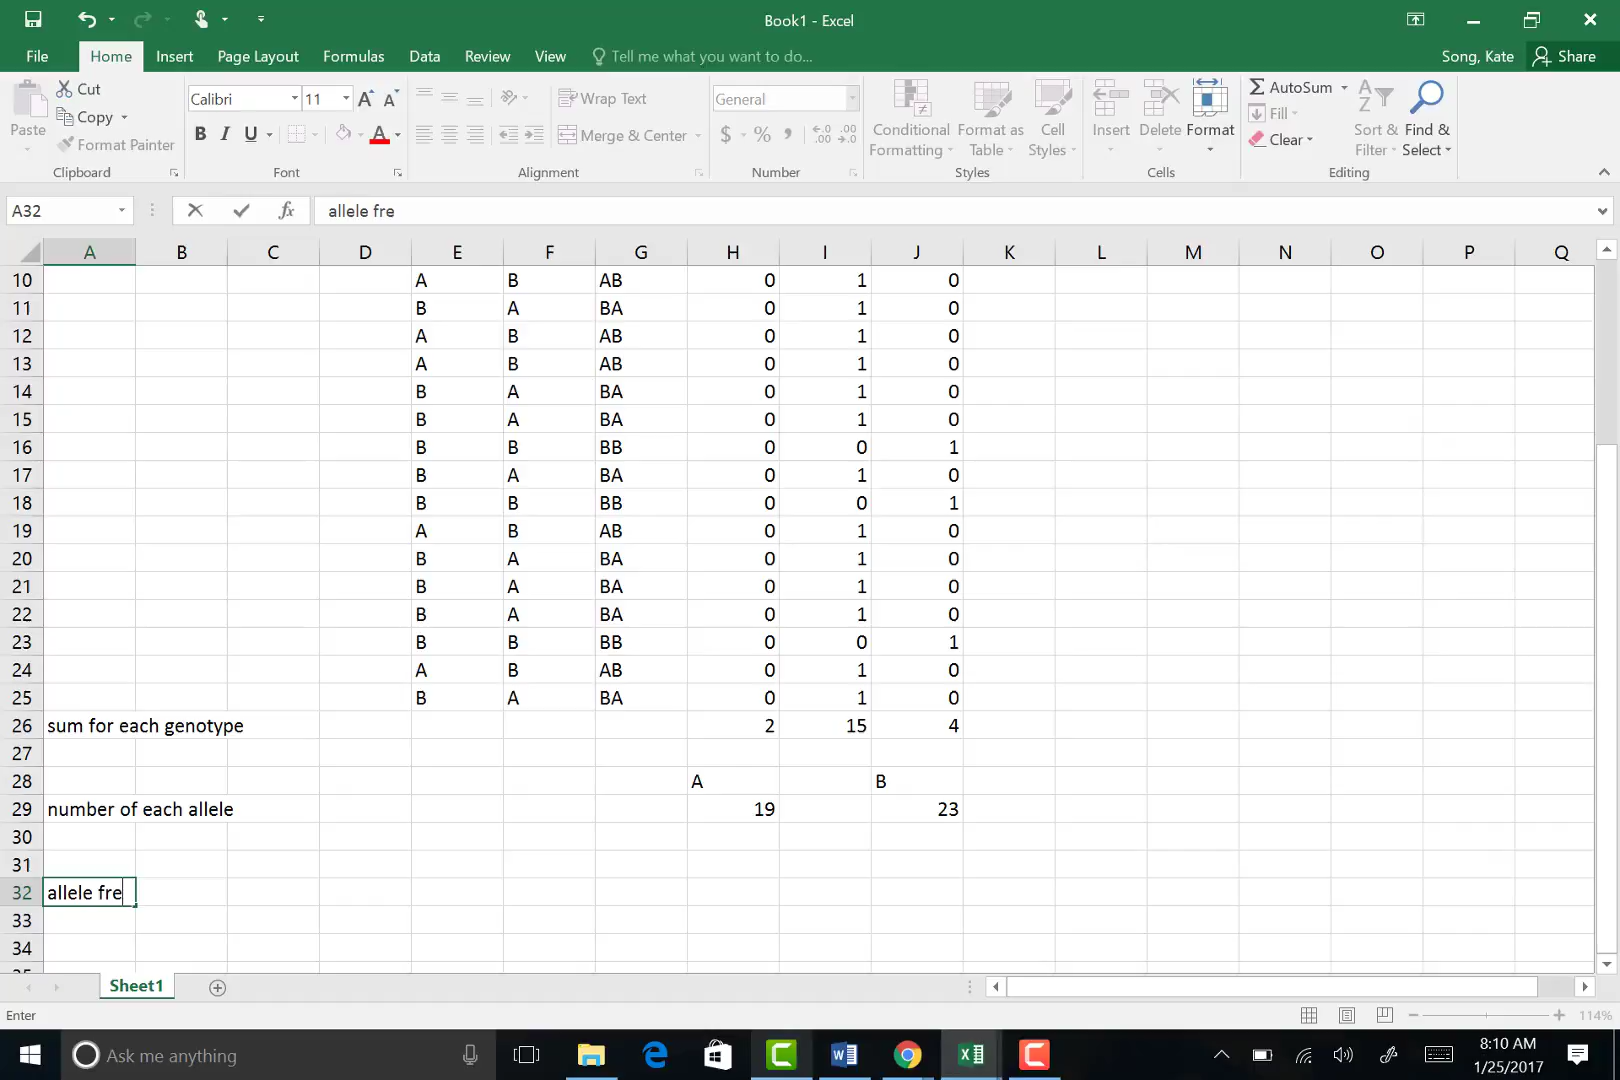 Book1 - Excel
File Home Insert Page Layout Formulas Data Review View Tell me what you want to do... Song, Kate Share
Paste
Cut
Copy
Format Painter
Clipboard
Calibri 11 A A
B I U A
Font
Wrap Text
Merge & Center
Alignment
General
$ % , .0 .00 .00 .0
Number
Conditional Formatting
Format as Table
Cell Styles
Styles
Insert Delete Format
Cells
AutoSum
Fill
Clear
Sort & Filter
Find & Select
Editing
A32 fx allele fre
A B C D E F G H I J K L M N O P Q
10 A B AB 0 1 0
11 B A BA 0 1 0
12 A B AB 0 1 0
13 A B AB 0 1 0
14 B A BA 0 1 0
15 B A BA 0 1 0
16 B B BB 0 0 1
17 B A BA 0 1 0
18 B B BB 0 0 1
19 A B AB 0 1 0
20 B A BA 0 1 0
21 B A BA 0 1 0
22 B A BA 0 1 0
23 B B BB 0 0 1
24 A B AB 0 1 0
25 B A BA 0 1 0
26 sum for each genotype 2 15 4
27
28 A B
29 number of each allele 19 23
30
31
32 allele fre
33
34
Sheet1
Enter 114%
Ask me anything 8:10 AM
1/25/2017